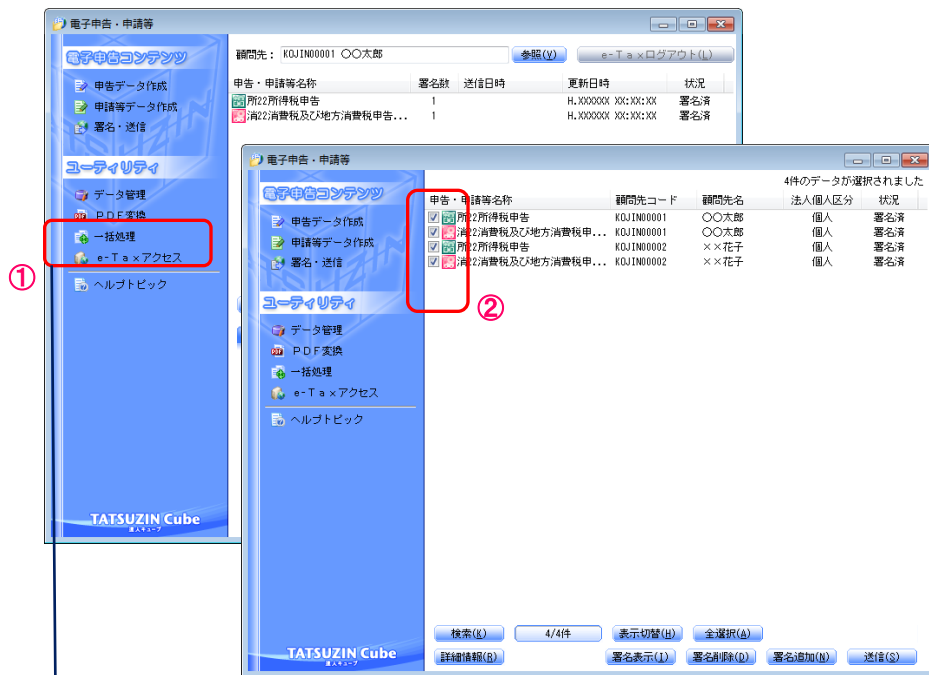 電子申告・申請等
電子申告コンテンツ
申告データ作成
申請等データ作成
署名・送信
ユーティリティ
データ管理
ＰＤＦ変換
一括処理
ｅ-Ｔａｘアクセス
ヘルプトピック
TATSUZIN Cube
達人キューブ
顧問先： KOJIN00001 〇〇太郎
参照(V)
ｅ-Ｔａｘログアウト(L)
申告・申請等名称 署名数 送信日時 更新日時 状況
所22所得税申告 1 H.XXXXXX XX:XX:XX 署名済
消22消費税及び地方消費税申告... 1 H.XXXXXX XX:XX:XX 署名済
①
電子申告・申請等
電子申告コンテンツ
申告データ作成
申請等データ作成
署名・送信
ユーティリティ
データ管理
ＰＤＦ変換
一括処理
ｅ-Ｔａｘアクセス
ヘルプトピック
TATSUZIN Cube
達人キューブ
4件のデータが選択されました
申告・申請等名称 顧問先コード 顧問先名 法人個人区分 状況
所22所得税申告 KOJIN00001 〇〇太郎 個人 署名済
消22消費税及び地方消費税申... KOJIN00001 〇〇太郎 個人 署名済
所22所得税申告 KOJIN00002 ××花子 個人 署名済
消22消費税及び地方消費税申... KOJIN00002 ××花子 個人 署名済
②
検索(K) 4/4件 表示切替(H) 全選択(A)
詳細情報(R) 署名表示(I) 署名削除(D) 署名追加(N) 送信(S)